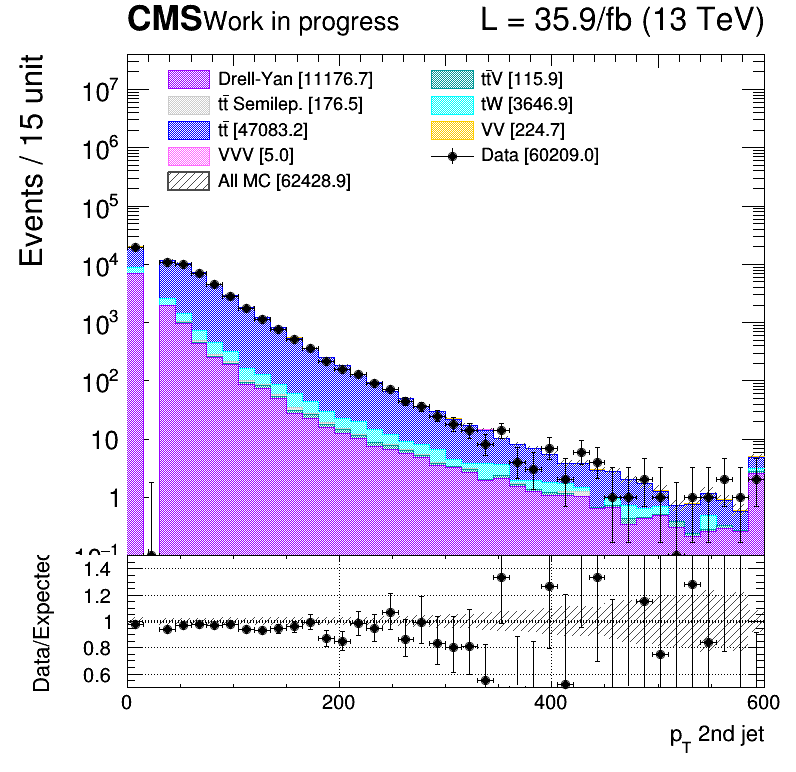 CMS Work in progress L = 35.9/fb (13 TeV)
Events / 15 unit
Drell-Yan [11176.7]
tt̄ Semilep. [176.5]
tt̄ [47083.2]
VVV [5.0]
All MC [62428.9]
tt̄V [115.9]
tW [3646.9]
VV [224.7]
Data [60209.0]
10⁷
10⁶
10⁵
10⁴
10³
10²
10
1
10⁻¹
Data/Expected
1.4
1.2
1
0.8
0.6
0 200 400 600
p_T 2nd jet